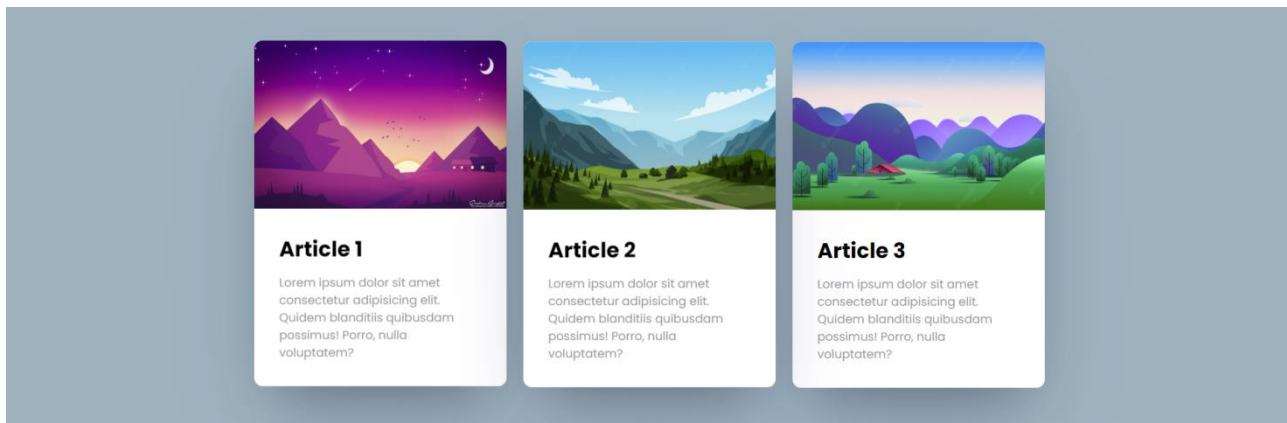 Article 1
Lorem ipsum dolor sit amet
consectetur adipisicing elit.
Quidem blanditiis quibusdam
possimus! Porro, nulla
voluptatem?
Article 2
Lorem ipsum dolor sit amet
consectetur adipisicing elit.
Quidem blanditiis quibusdam
possimus! Porro, nulla
voluptatem?
Article 3
Lorem ipsum dolor sit amet
consectetur adipisicing elit.
Quidem blanditiis quibusdam
possimus! Porro, nulla
voluptatem?